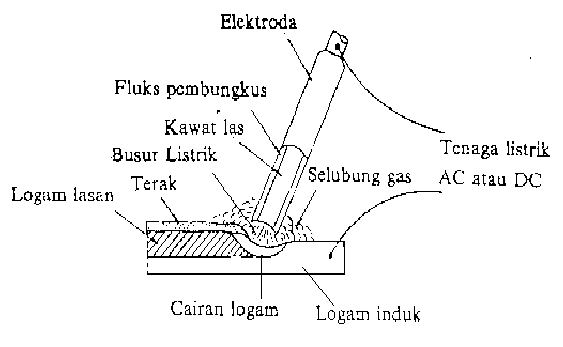 Elektroda
Fluks pembungkus
Kawat las
Busur Listrik
Terak
Logam lasan
Selubung gas
Tenaga listrik
AC atau DC
Cairan logam
Logam induk